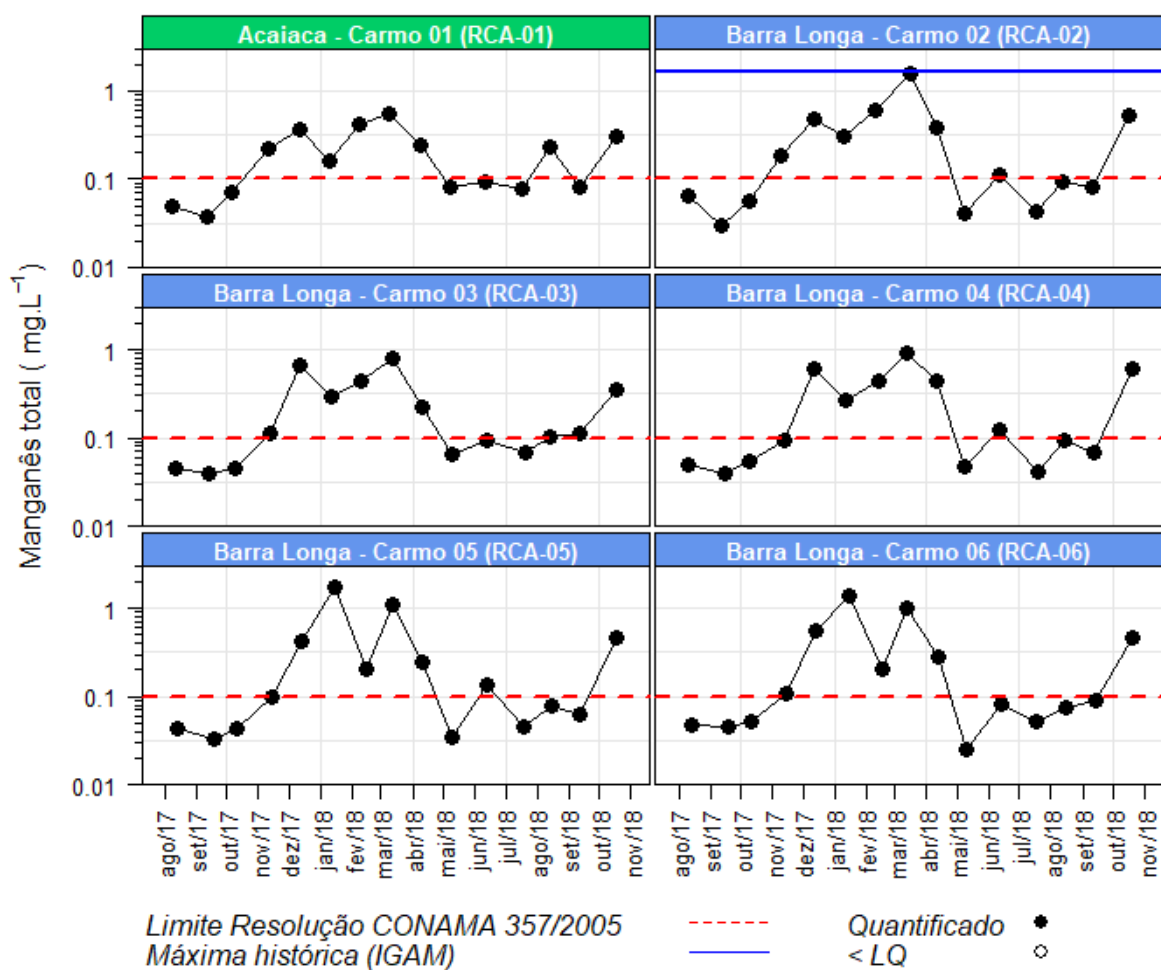 Acaiaca - Carmo 01 (RCA-01)
Barra Longa - Carmo 02 (RCA-02)
1
0.1
0.01
Barra Longa - Carmo 03 (RCA-03)
Barra Longa - Carmo 04 (RCA-04)
1
0.1
0.01
Barra Longa - Carmo 05 (RCA-05)
Barra Longa - Carmo 06 (RCA-06)
1
0.1
0.01
Manganês total ( mg.L⁻¹)
ago/17
set/17
out/17
nov/17
dez/17
jan/18
fev/18
mar/18
abr/18
mai/18
jun/18
jul/18
ago/18
set/18
out/18
nov/18
ago/17
set/17
out/17
nov/17
dez/17
jan/18
fev/18
mar/18
abr/18
mai/18
jun/18
jul/18
ago/18
set/18
out/18
nov/18
Limite Resolução CONAMA 357/2005
Quantificado
Máxima histórica (IGAM)
< LQ